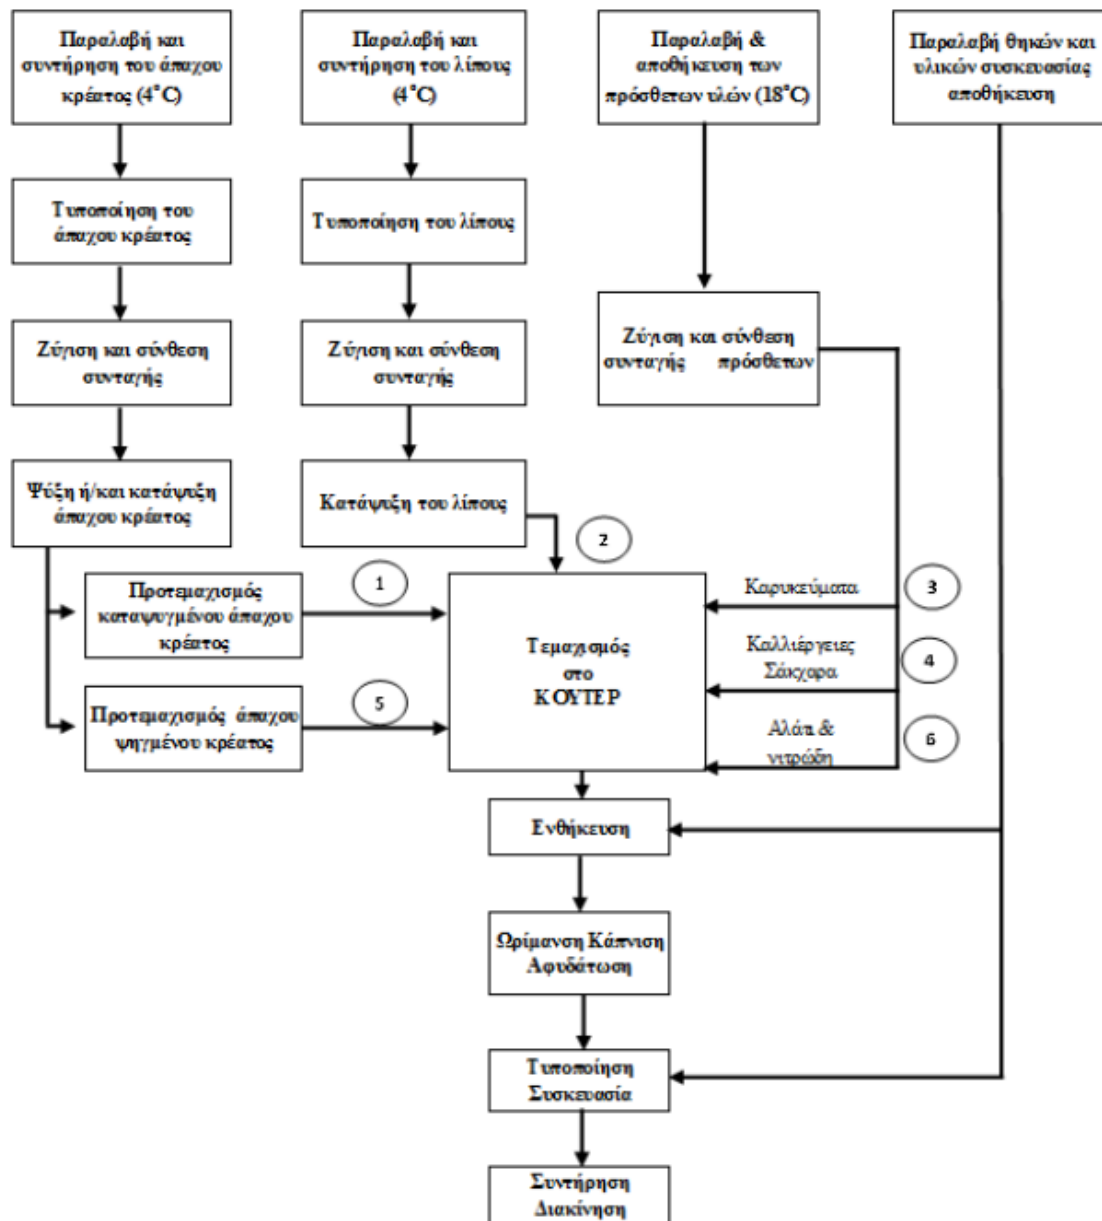 Παραλαβή και
συντήρηση του άπαχου
κρέατος (4°C)
Παραλαβή και
συντήρηση του λίπους
(4°C)
Παραλαβή &
αποθήκευση των
πρόσθετων υλών (18°C)
Παραλαβή θηκών και
υλικών συσκευασίας
αποθήκευση
Τυποποίηση του
άπαχου κρέατος
Τυποποίηση του λίπους
Ζύγιση και σύνθεση
συνταγής
Ζύγιση και σύνθεση
συνταγής
Ζύγιση και σύνθεση
συνταγής πρόσθετων
Ψύξη ή/και κατάψυξη
άπαχου κρέατος
Κατάψυξη του λίπους
2
Προτεμαχισμός
καταψυγμένου άπαχου
κρέατος
1
Τεμαχισμός
στο
ΚΟΥΤΕΡ
Καρυκεύματα
3
Καλλιέργειες
Σάκχαρα
4
Προτεμαχισμός άπαχου
ψηγμένου κρέατος
5
Αλάτι &
νιτρώδη
6
Ενθήκευση
Ωρίμανση Κάπνιση
Αφυδάτωση
Τυποποίηση
Συσκευασία
Συντήρηση
Διακίνηση